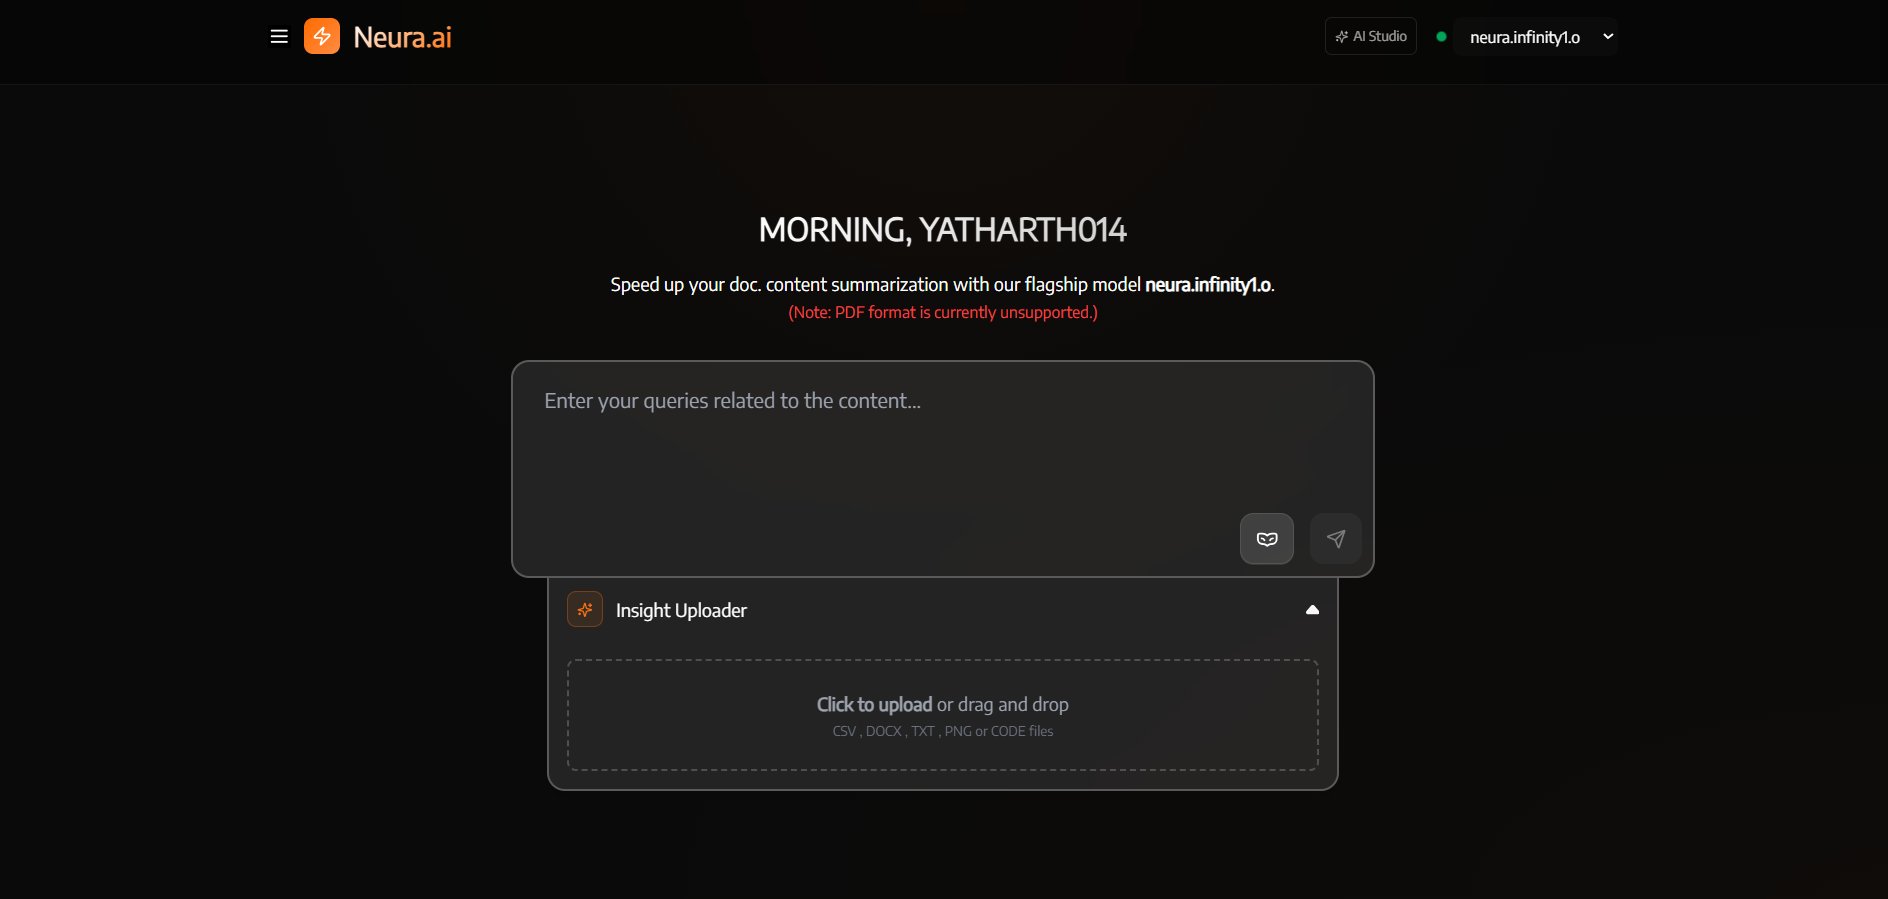 Neura.ai
AI Studio
neura.infinity1.o
MORNING, YATHARTH014
Speed up your doc. content summarization with our flagship model neura.infinity1.o.
(Note: PDF format is currently unsupported.)
Enter your queries related to the content...
Insight Uploader
Click to upload or drag and drop
CSV , DOCX , TXT , PNG or CODE files